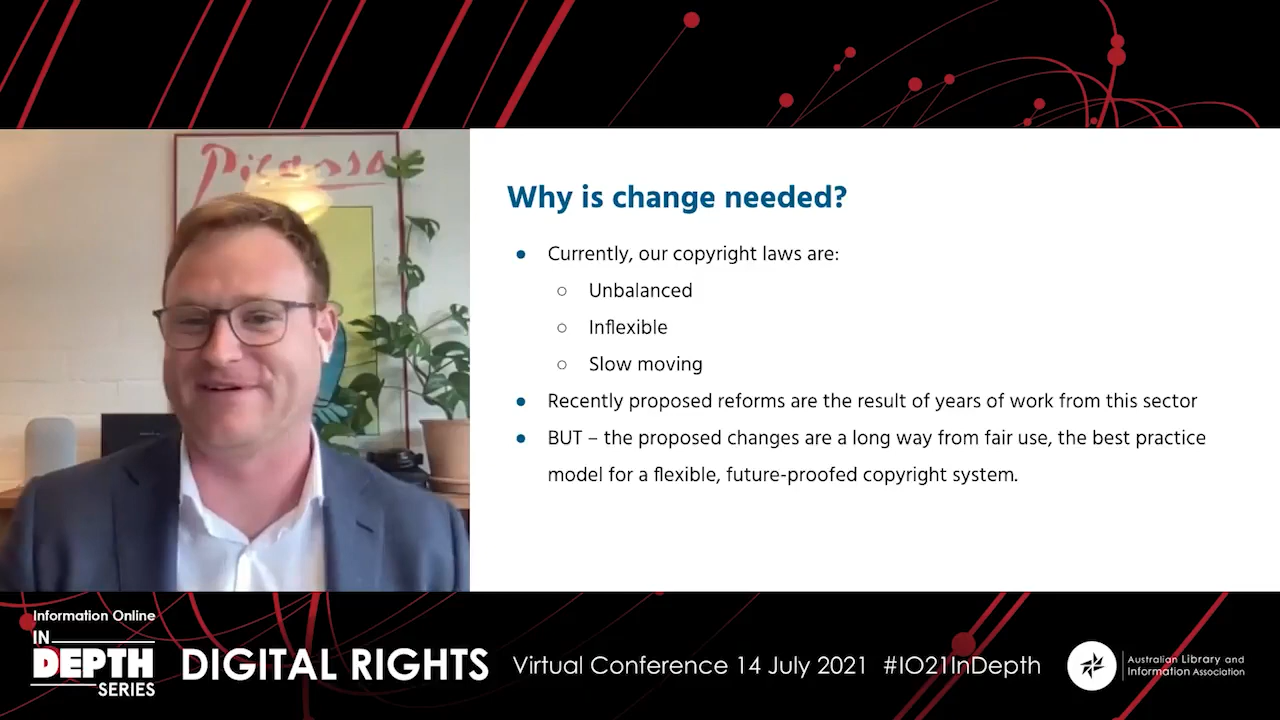 Picasso
Why is change needed?
• Currently, our copyright laws are:
○ Unbalanced
○ Inflexible
○ Slow moving
• Recently proposed reforms are the result of years of work from this sector
• BUT – the proposed changes are a long way from fair use, the best practice
model for a flexible, future-proofed copyright system.
Information Online
IN
DEPTH
SERIES
DIGITAL RIGHTS
Virtual Conference 14 July 2021 #IO21InDepth
Australian Library and
Information Association